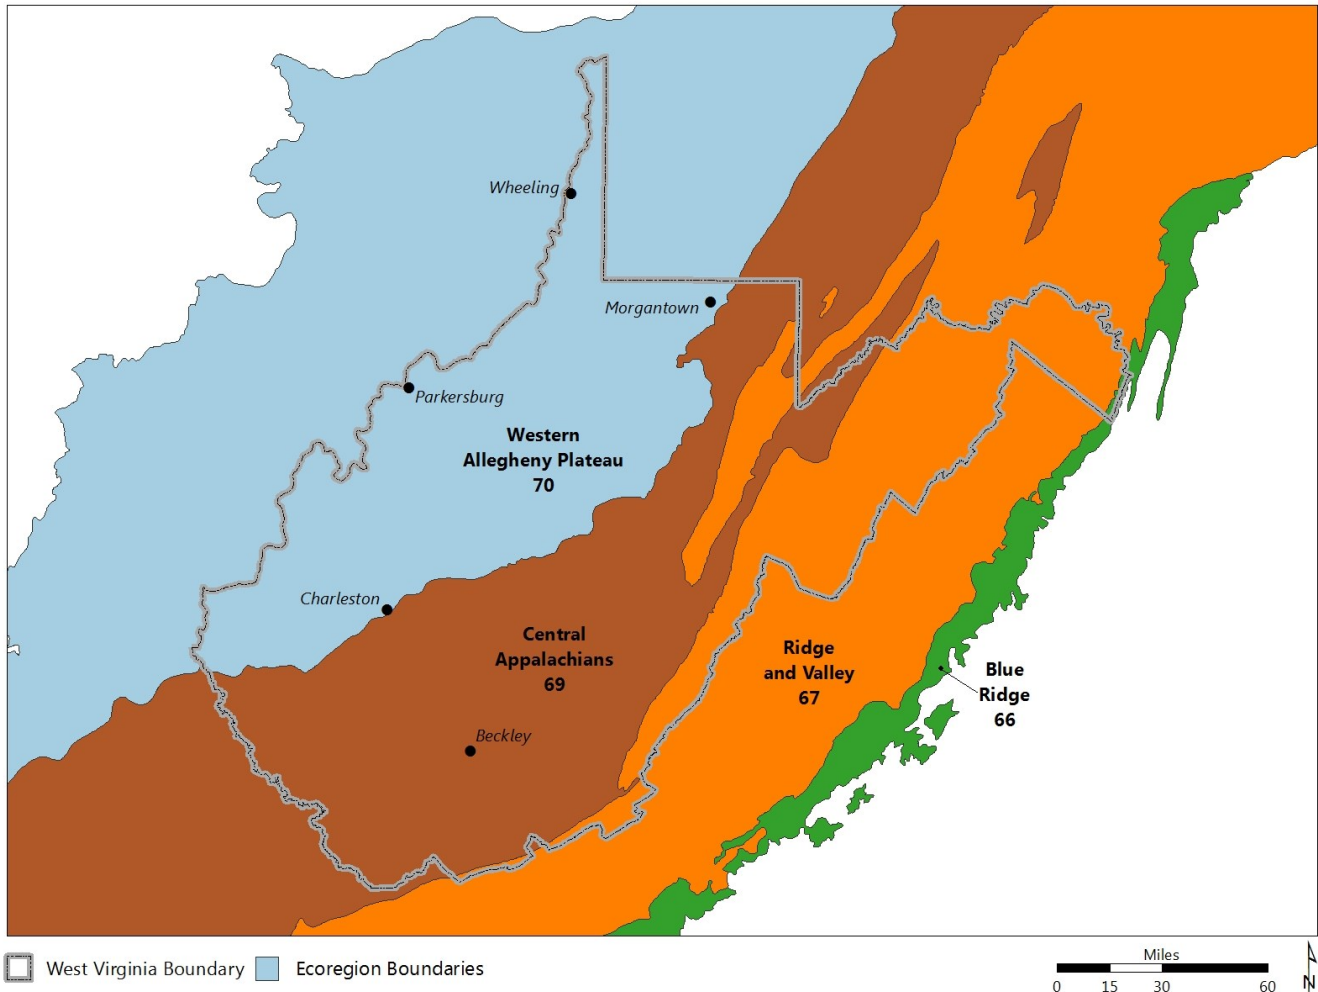 Wheeling
Morgantown
Parkersburg
Western
Allegheny Plateau
70
Charleston
Central
Appalachians
69
Ridge
and Valley
67
Blue
Ridge
66
Beckley
West Virginia Boundary
Ecoregion Boundaries
Miles
0 15 30 60
N